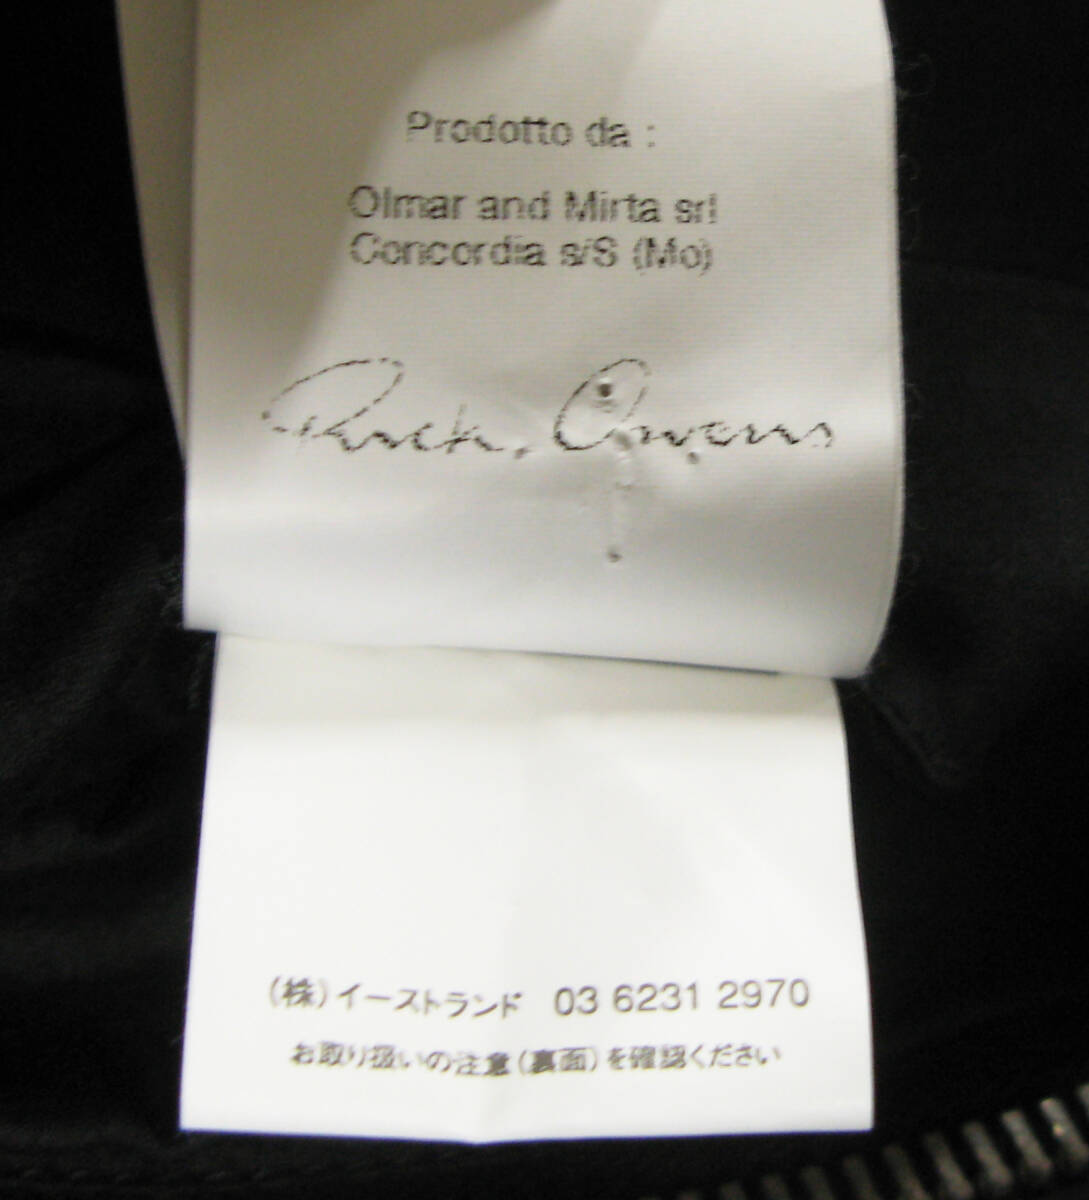 Prodotto da :
Olmar and Mirta srl
Concordia s/S (Mo)
Rick Owens
(株)イーストランド 03 6231 2970
お取り扱いの注意(裏面)を確認ください